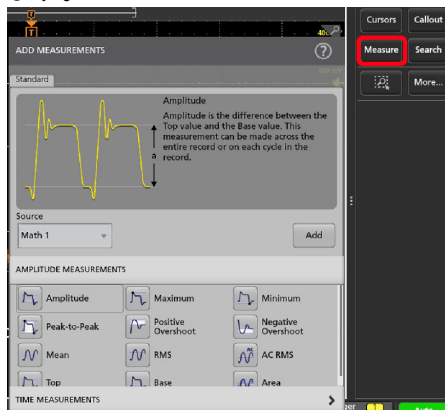 T
T
ADD MEASUREMENTS
?
Standard
Amplitude
Amplitude is the difference between the
Top value and the Base value. This
measurement can be made across the
entire record or on each cycle in the
record.
a
Source
Math 1
Add
AMPLITUDE MEASUREMENTS
Amplitude
Maximum
Minimum
Peak-to-Peak
Positive
Overshoot
Negative
Overshoot
Mean
RMS
AC
AC RMS
Top
Base
Area
TIME MEASUREMENTS
Cursors
Callout
Measure
Search
More...